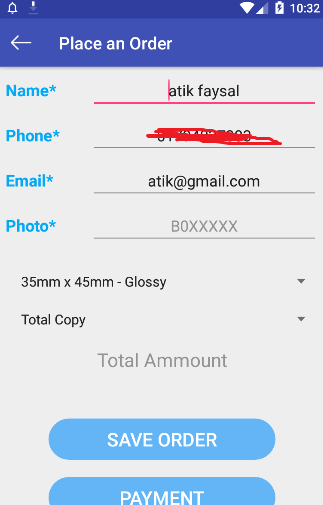 10:32
Place an Order
Name* atik faysal
Phone*
Email* atik@gmail.com
Photo* B0XXXXX
35mm x 45mm - Glossy
Total Copy
Total Ammount
SAVE ORDER
PAYMENT